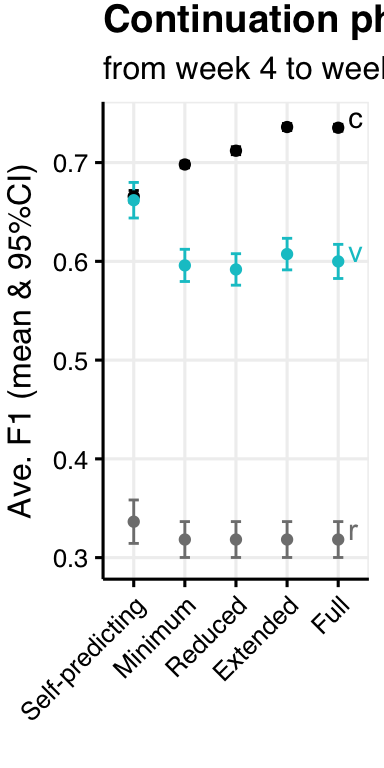 Continuation ph
from week 4 to week
Ave. F1 (mean & 95%CI)
0.7
0.6
0.5
0.4
0.3
c
v
r
Self-predicting
Minimum
Reduced
Extended
Full